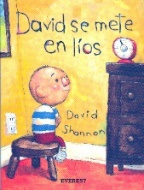 David se mete
en líos
David
Shannon
EVEREST